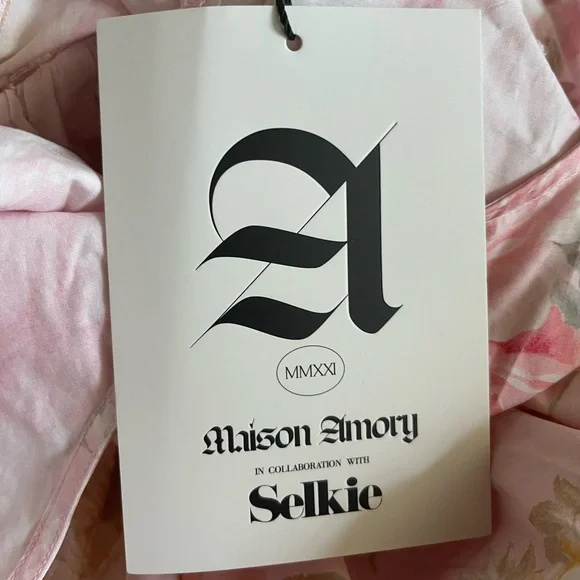 A
MMXXI
Maison Amory
IN COLLABORATION WITH
Selkie